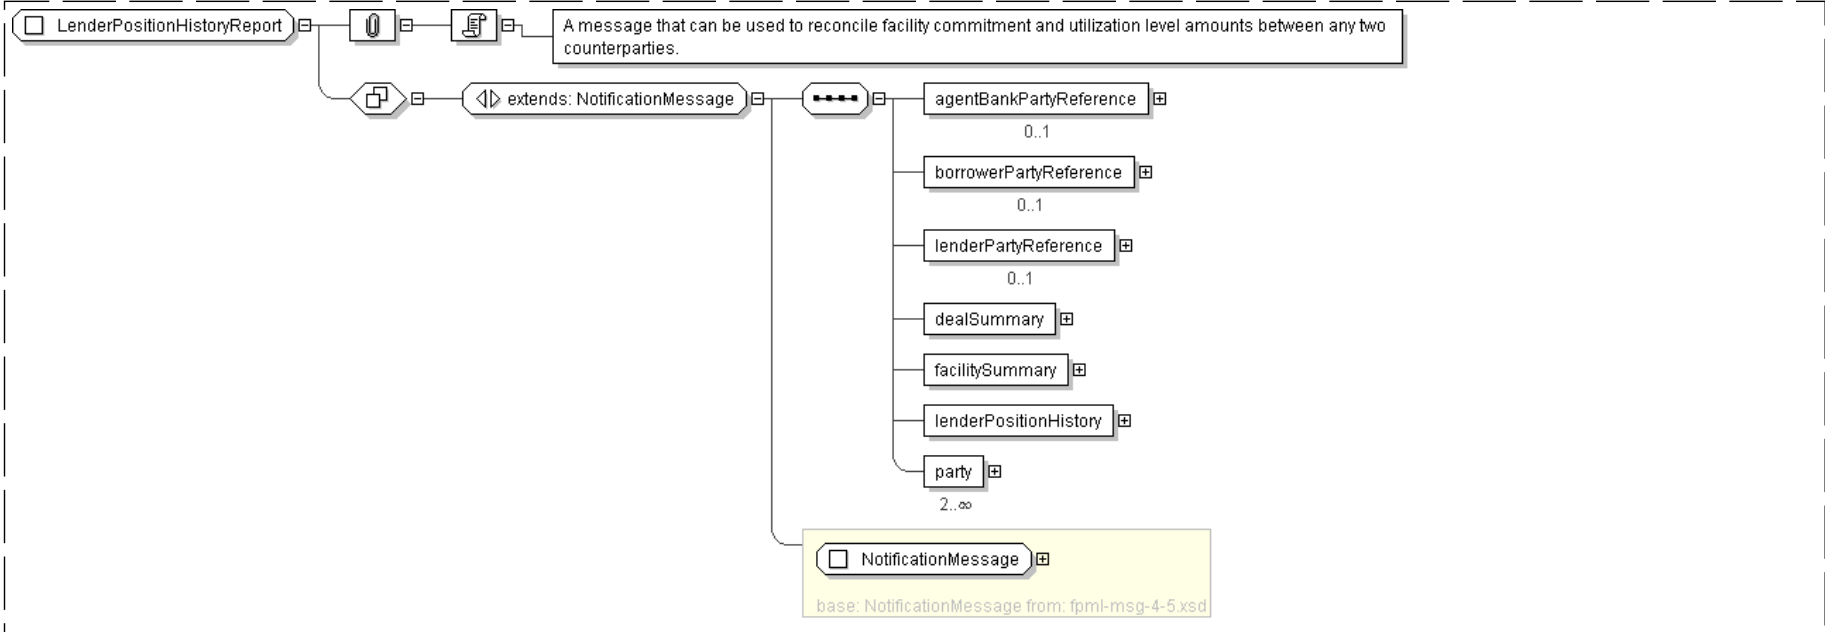 LenderPositionHistoryReport
A message that can be used to reconcile facility commitment and utilization level amounts between any two
counterparties.
extends: NotificationMessage
agentBankPartyReference
0..1
borrowerPartyReference
0..1
lenderPartyReference
0..1
dealSummary
facilitySummary
lenderPositionHistory
party
2..∞
NotificationMessage
base: NotificationMessage from: fpml-msg-4-5.xsd